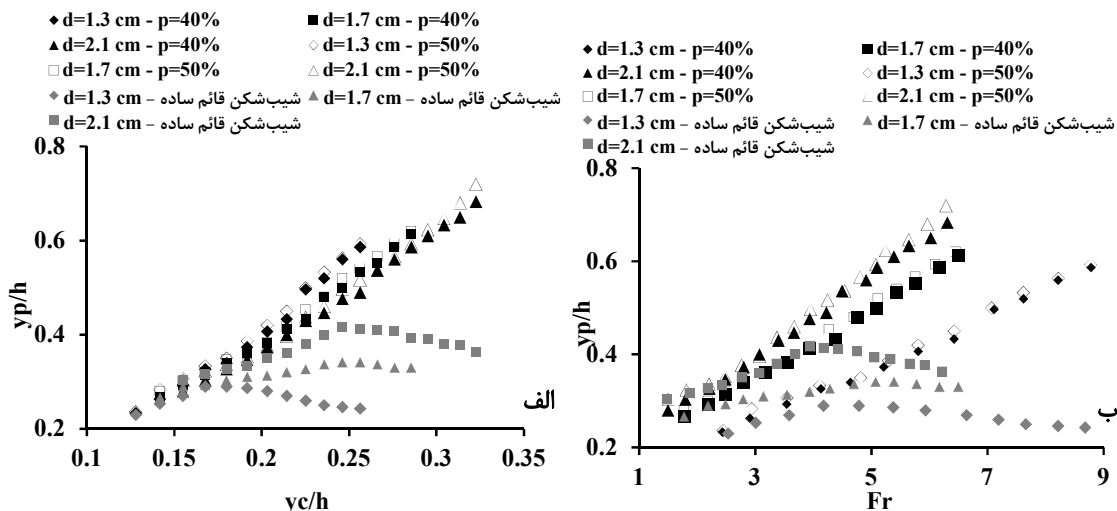 d=1.3 cm - p=40% d=1.7 cm - p=40%
d=2.1 cm - p=40% d=1.3 cm - p=50%
d=1.7 cm - p=50% d=2.1 cm - p=50%
d=1.3 cm – شیب‌شکن قائم ساده d=1.7 cm – شیب‌شکن قائم ساده
d=2.1 cm – شیب‌شکن قائم ساده
0.8
0.6
0.4
0.2
yp/h
0.1 0.15 0.2 0.25 0.3 0.35
yc/h
الف
d=1.3 cm - p=40% d=1.7 cm - p=40%
d=2.1 cm - p=40% d=1.3 cm - p=50%
d=1.7 cm - p=50% d=2.1 cm - p=50%
d=1.3 cm – شیب‌شکن قائم ساده d=1.7 cm – شیب‌شکن قائم ساده
d=2.1 cm – شیب‌شکن قائم ساده
0.8
0.6
0.4
0.2
yp/h
1 3 5 7 9
Fr
ب